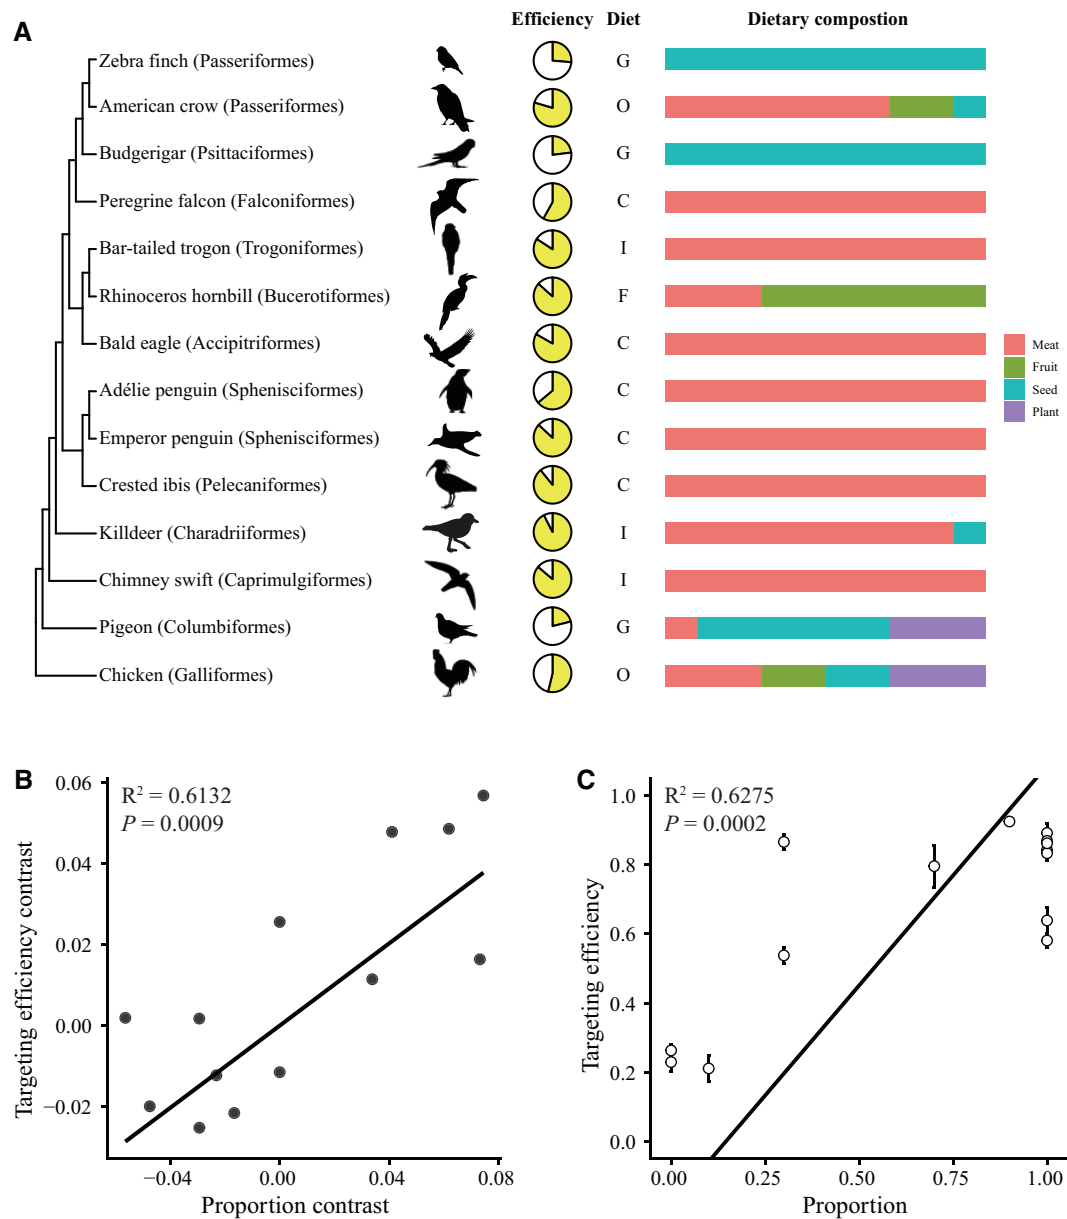 A
Efficiency Diet Dietary compostion
Zebra finch (Passeriformes) G
American crow (Passeriformes) O
Budgerigar (Psittaciformes) G
Peregrine falcon (Falconiformes) C
Bar-tailed trogon (Trogoniformes) I
Rhinoceros hornbill (Bucerotiformes) F
Bald eagle (Accipitriformes) C
Adélie penguin (Sphenisciformes) C
Emperor penguin (Sphenisciformes) C
Crested ibis (Pelecaniformes) C
Killdeer (Charadriiformes) I
Chimney swift (Caprimulgiformes) I
Pigeon (Columbiformes) G
Chicken (Galliformes) O
Meat
Fruit
Seed
Plant
B
R² = 0.6132
P = 0.0009
Targeting efficiency contrast
0.06
0.04
0.02
0.00
−0.02
−0.04 0.00 0.04 0.08
Proportion contrast
C
R² = 0.6275
P = 0.0002
Targeting efficiency
1.0
0.8
0.6
0.4
0.2
0.0
0.00 0.25 0.50 0.75 1.00
Proportion